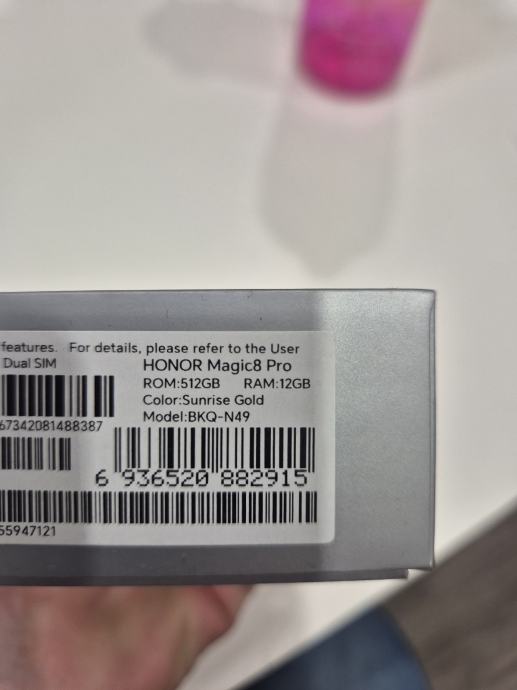 features. For details, please refer to the User
Dual SIM
HONOR Magic8 Pro
ROM:512GB RAM:12GB
Color:Sunrise Gold
Model:BKQ-N49
67342081488387
6 936520 882915
55947121